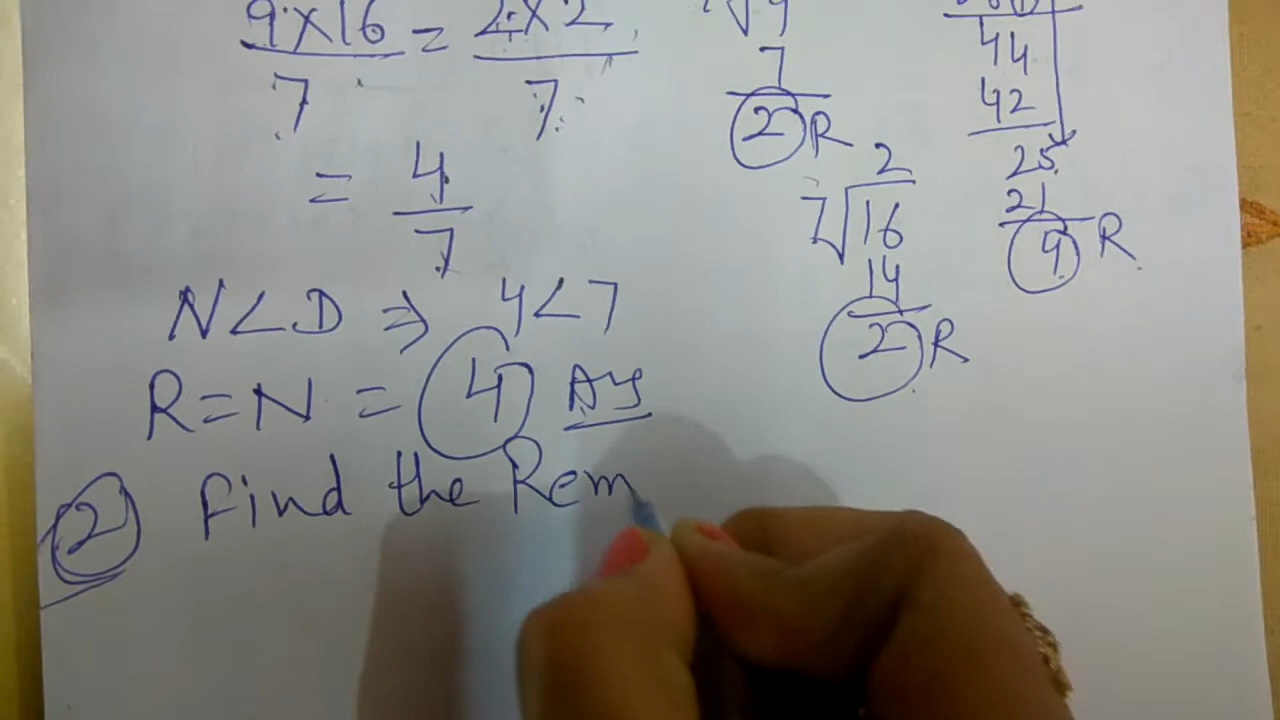 9×16 = 2×2
7 7
= 4
7
N<D ⇒ 4<7
R=N = 4 Ans
2 Find the Rem
9
7
2 R
2
7 16
14
2 R
44
42
25
21
4 R